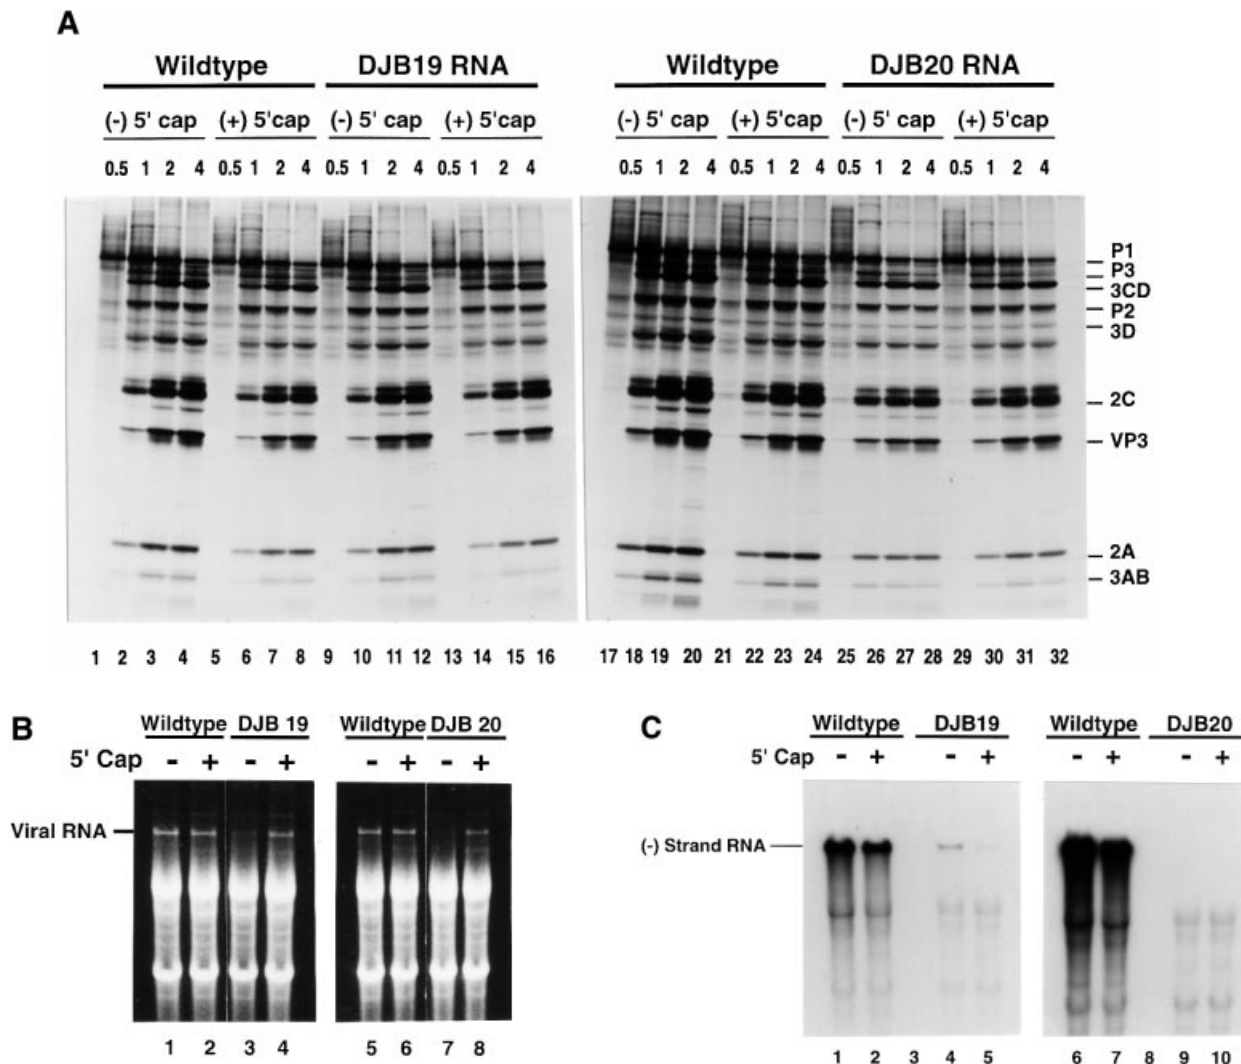 A
Wildtype DJB19 RNA Wildtype DJB20 RNA
(-) 5' cap (+) 5'cap (-) 5' cap (+) 5'cap (-) 5' cap (+) 5'cap (-) 5' cap (+) 5'cap
0.5 1 2 4 0.5 1 2 4 0.5 1 2 4 0.5 1 2 4 0.5 1 2 4 0.5 1 2 4 0.5 1 2 4 0.5 1 2 4
P1
P3
3CD
P2
3D
2C
VP3
2A
3AB
1 2 3 4 5 6 7 8 9 10 11 12 13 14 15 16 17 18 19 20 21 22 23 24 25 26 27 28 29 30 31 32
B
Wildtype DJB 19 Wildtype DJB 20
5' Cap - + - + - + - +
Viral RNA
1 2 3 4 5 6 7 8
C
Wildtype DJB19 Wildtype DJB20
5' Cap - + - + - + - +
(-) Strand RNA
1 2 3 4 5 6 7 8 9 10